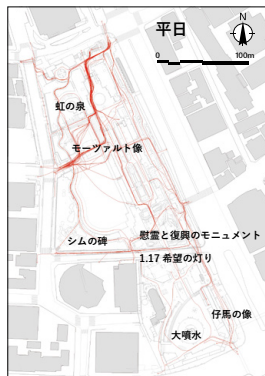 平日
N
0 100m
虹の泉
モーツァルト像
シムの碑
慰霊と復興のモニュメント
1.17 希望の灯り
仔馬の像
大噴水